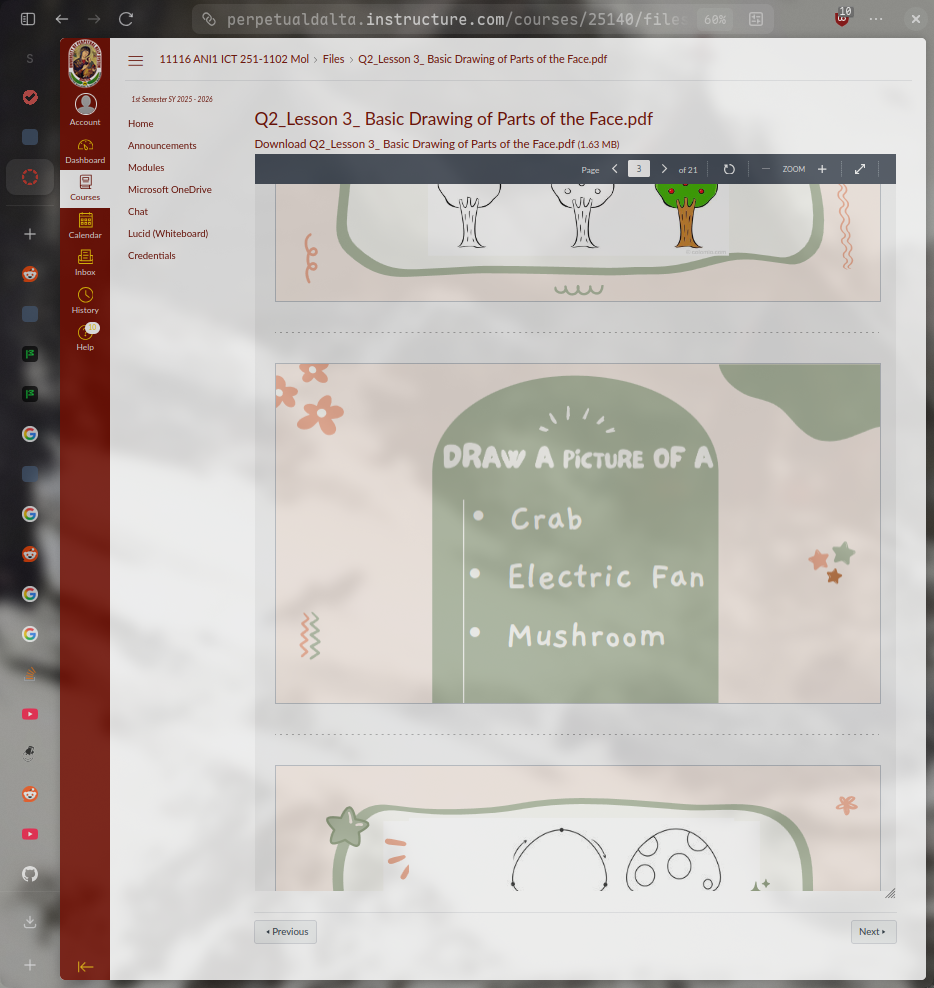 perpetualdalta.instructure.com/courses/25140/files
60%
10
S
11116 ANI1 ICT 251-1102 Mol › Files › Q2_Lesson 3_ Basic Drawing of Parts of the Face.pdf
Account
Dashboard
Courses
Calendar
Inbox
History
10
Help
1st Semester SY 2025 - 2026
Home
Announcements
Modules
Microsoft OneDrive
Chat
Lucid (Whiteboard)
Credentials
Q2_Lesson 3_ Basic Drawing of Parts of the Face.pdf
Download Q2_Lesson 3_ Basic Drawing of Parts of the Face.pdf (1.63 MB)
Page 3 of 21 ZOOM
DRAW A PICTURE OF A
• Crab
• Electric Fan
• Mushroom
Previous
Next